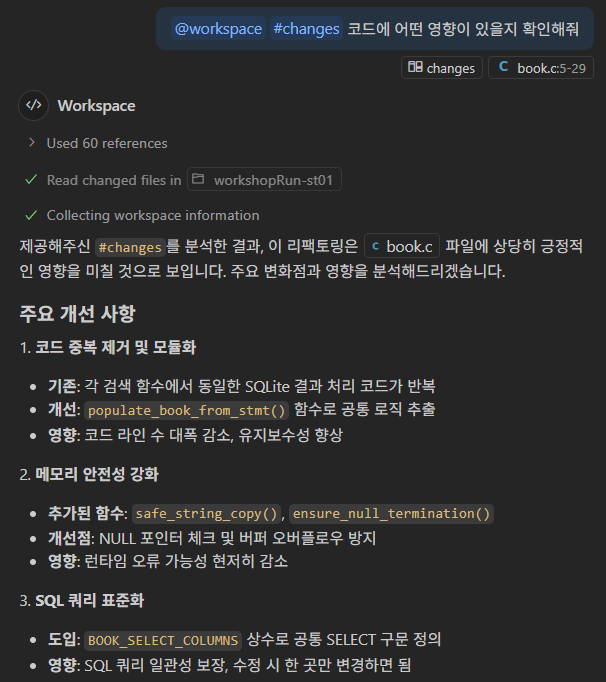 @workspace #changes 코드에 어떤 영향이 있을지 확인해줘
changes C book.c:5-29
Workspace
Used 60 references
Read changed files in workshopRun-st01
Collecting workspace information
제공해주신 #changes를 분석한 결과, 이 리팩토링은 C book.c 파일에 상당히 긍정적
인 영향을 미칠 것으로 보입니다. 주요 변화점과 영향을 분석해드리겠습니다.
주요 개선 사항
1. 코드 중복 제거 및 모듈화
• 기존: 각 검색 함수에서 동일한 SQLite 결과 처리 코드가 반복
• 개선: populate_book_from_stmt() 함수로 공통 로직 추출
• 영향: 코드 라인 수 대폭 감소, 유지보수성 향상
2. 메모리 안전성 강화
• 추가된 함수: safe_string_copy(), ensure_null_termination()
• 개선점: NULL 포인터 체크 및 버퍼 오버플로우 방지
• 영향: 런타임 오류 가능성 현저히 감소
3. SQL 쿼리 표준화
• 도입: BOOK_SELECT_COLUMNS 상수로 공통 SELECT 구문 정의
• 영향: SQL 쿼리 일관성 보장, 수정 시 한 곳만 변경하면 됨